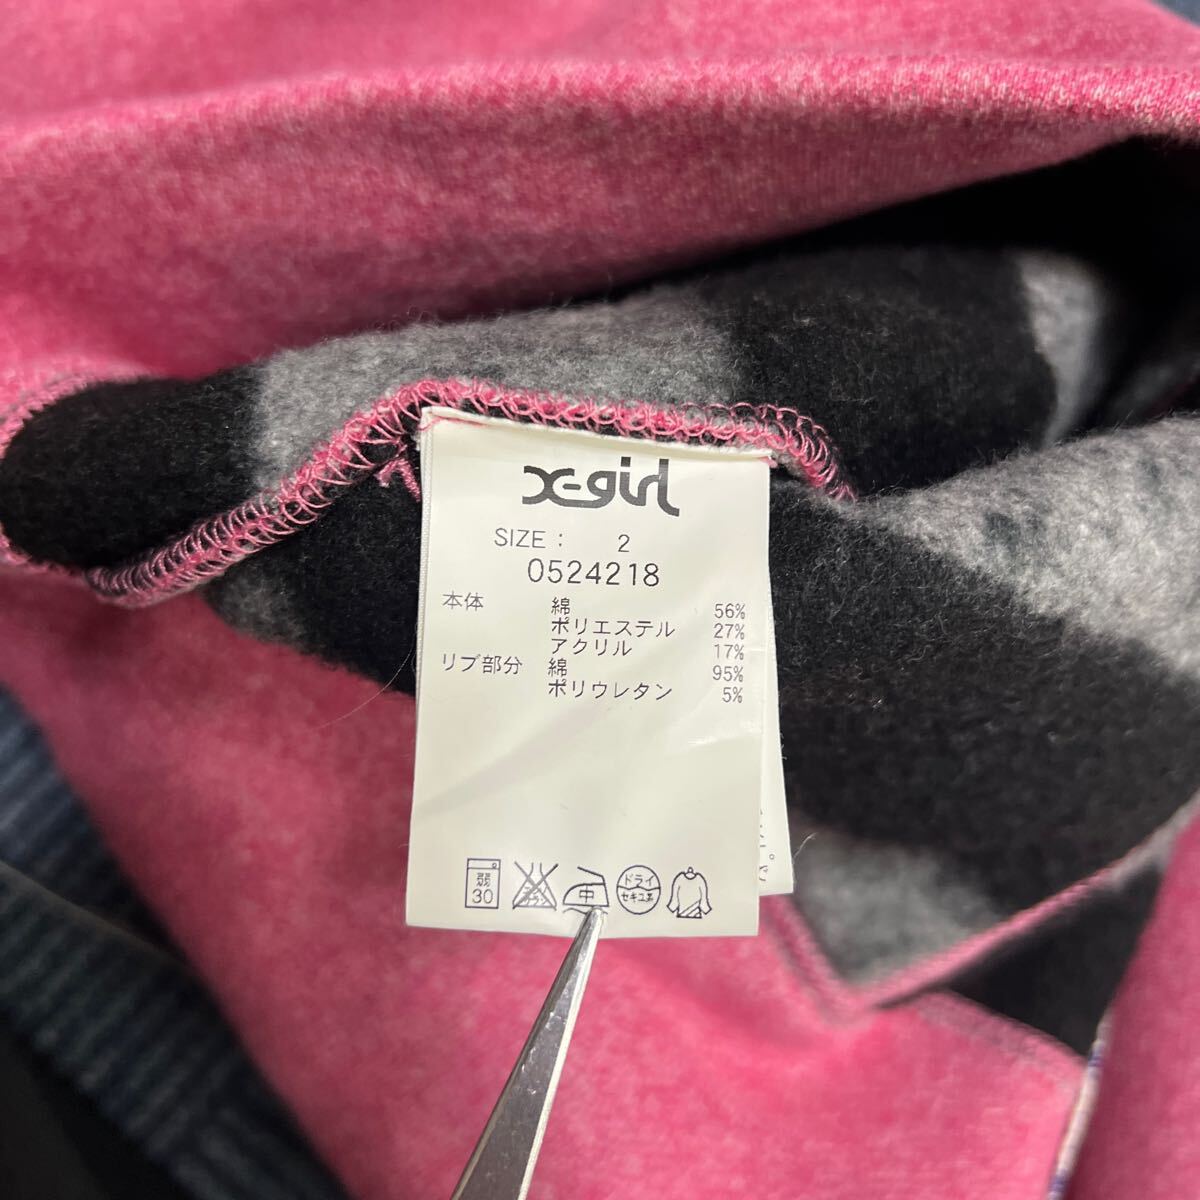 X-girl
SIZE : 2
0524218
本体 綿 56%
ポリエステル 27%
アクリル 17%
リブ部分 綿 95%
ポリウレタン 5%
弱 30 中 ドライ セキユ系